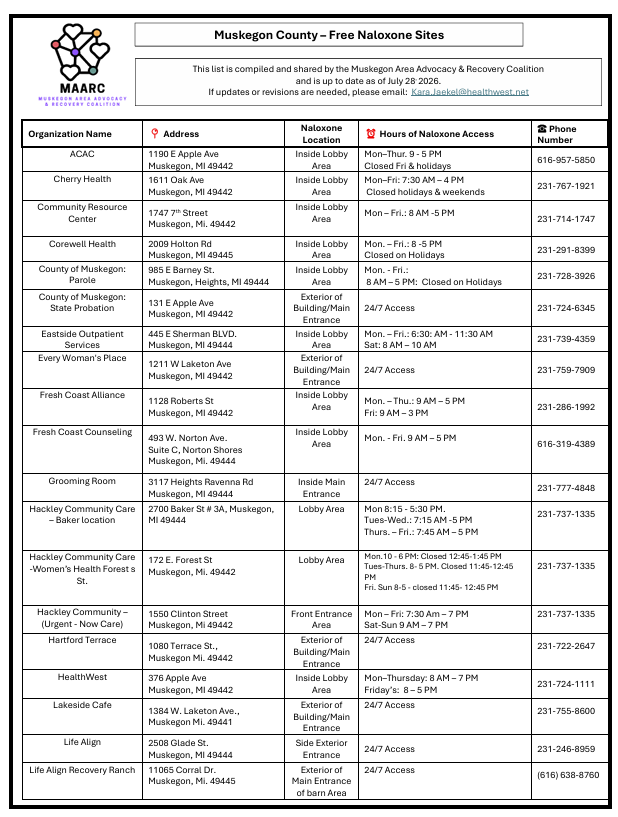 Muskegon County – Free Naloxone Sites
MAARC
MUSKEGON AREA ADVOCACY
& RECOVERY COALITION
This list is compiled and shared by the Muskegon Area Advocacy & Recovery Coalition
and is up to date as of July 28, 2026.
If updates or revisions are needed, please email: Kara.Jaekel@healthwest.net
Organization Name
Address
Naloxone
Location
Hours of Naloxone Access
Phone
Number
ACAC
1190 E Apple Ave
Muskegon, MI 49442
Inside Lobby
Area
Mon–Thur. 9 - 5 PM
Closed Fri & holidays
616-957-5850
Cherry Health
1611 Oak Ave
Muskegon, MI 49442
Inside Lobby
Area
Mon–Fri: 7:30 AM – 4 PM
Closed holidays & weekends
231-767-1921
Community Resource
Center
1747 7th Street
Muskegon, Mi. 49442
Inside Lobby
Area
Mon – Fri.: 8 AM -5 PM
231-714-1747
Corewell Health
2009 Holton Rd
Muskegon, MI 49445
Inside Lobby
Area
Mon. – Fri.: 8 -5 PM
Closed on Holidays
231-291-8399
County of Muskegon:
Parole
985 E Barney St.
Muskegon, Heights, MI 49444
Inside Lobby
Area
Mon. - Fri.:
8 AM – 5 PM: Closed on Holidays
231-728-3926
County of Muskegon:
State Probation
131 E Apple Ave
Muskegon, MI 49442
Exterior of
Building/Main
Entrance
24/7 Access
231-724-6345
Eastside Outpatient
Services
445 E Sherman BLVD.
Muskegon, MI 49444
Inside Lobby
Area
Mon. – Fri.: 6:30: AM - 11:30 AM
Sat: 8 AM – 10 AM
231-739-4359
Every Woman's Place
1211 W Laketon Ave
Muskegon, MI 49442
Exterior of
Building/Main
Entrance
24/7 Access
231-759-7909
Fresh Coast Alliance
1128 Roberts St
Muskegon, MI 49442
Inside Lobby
Area
Mon. – Thu.: 9 AM – 5 PM
Fri: 9 AM – 3 PM
231-286-1992
Fresh Coast Counseling
493 W. Norton Ave.
Suite C, Norton Shores
Muskegon, Mi. 49444
Inside Lobby
Area
Mon. - Fri. 9 AM – 5 PM
616-319-4389
Grooming Room
3117 Heights Ravenna Rd
Muskegon, MI 49444
Inside Main
Entrance
24/7 Access
231-777-4848
Hackley Community Care
– Baker location
2700 Baker St # 3A, Muskegon,
MI 49444
Lobby Area
Mon 8:15 - 5:30 PM.
Tues-Wed.: 7:15 AM -5 PM
Thurs. – Fri.: 7:45 AM – 5 PM
231-737-1335
Hackley Community Care
-Women's Health Forest s
St.
172 E. Forest St
Muskegon, Mi. 49442
Lobby Area
Mon.10 - 6 PM: Closed 12:45-1:45 PM
Tues-Thurs. 8- 5 PM. Closed 11:45-12:45
PM
Fri. Sun 8-5 - closed 11:45- 12:45 PM
231-737-1335
Hackley Community –
(Urgent - Now Care)
1550 Clinton Street
Muskegon, MI 49442
Front Entrance
Area
Mon – Fri: 7:30 Am – 7 PM
Sat-Sun 9 AM – 7 PM
231-737-1335
Hartford Terrace
1080 Terrace St.,
Muskegon Mi. 49442
Exterior of
Building/Main
Entrance
24/7 Access
231-722-2647
HealthWest
376 Apple Ave
Muskegon, MI 49442
Inside Lobby
Area
Mon–Thursday: 8 AM – 7 PM
Friday's: 8 – 5 PM
231-724-1111
Lakeside Cafe
1384 W. Laketon Ave.,
Muskegon Mi. 49441
Exterior of
Building/Main
Entrance
24/7 Access
231-755-8600
Life Align
2508 Glade St.
Muskegon, MI 49444
Side Exterior
Entrance
24/7 Access
231-246-8959
Life Align Recovery Ranch
11065 Corral Dr.
Muskegon, Mi. 49445
Exterior of
Main Entrance
of barn Area
24/7 Access
(616) 638-8760